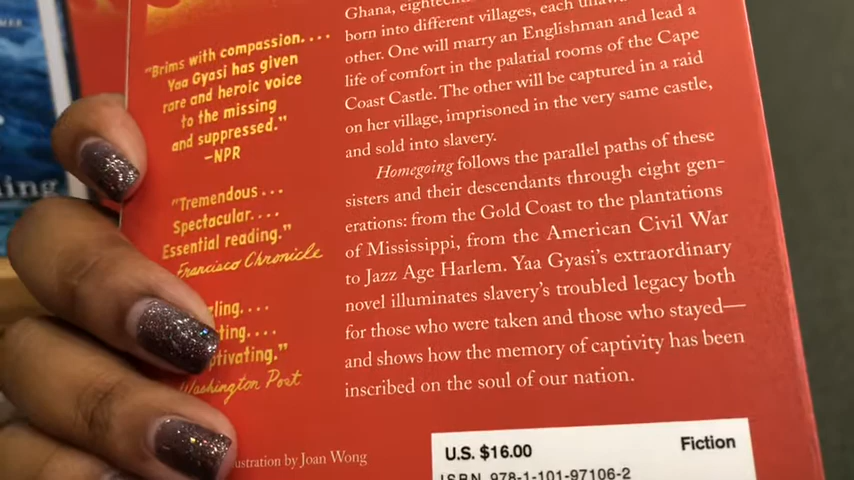 "Brims with compassion. . . .
Yaa Gyasi has given
rare and heroic voice
to the missing
and suppressed."
—NPR
"Tremendous . . .
Spectacular. . . .
Essential reading."
Francisco Chronicle
. . . .
. . . .
Washington Post
Ghana,
born into different villages, each
other. One will marry an Englishman and lead a
life of comfort in the palatial rooms of the Cape
Coast Castle. The other will be captured in a raid
on her village, imprisoned in the very same castle,
and sold into slavery.
Homegoing follows the parallel paths of these
sisters and their descendants through eight gen-
erations: from the Gold Coast to the plantations
of Mississippi, from the American Civil War
to Jazz Age Harlem. Yaa Gyasi's extraordinary
novel illuminates slavery's troubled legacy both
for those who were taken and those who stayed—
and shows how the memory of captivity has been
inscribed on the soul of our nation.
by Joan Wong
U.S. $16.00
Fiction
ISBN 978-1-101-97106-2